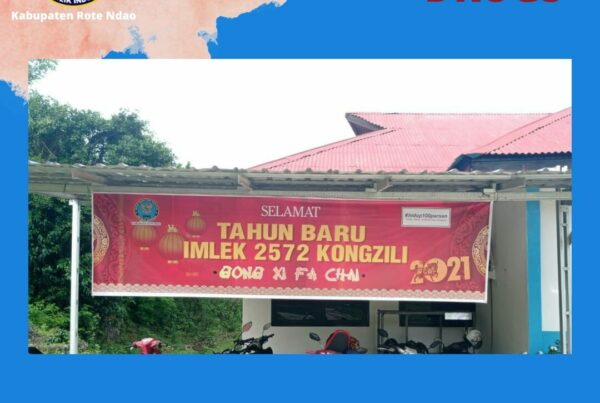 Kabupaten Rote Ndao
SELAMAT
#hidup100persen
TAHUN BARU
IMLEK 2572 KONGZILI
GONG XI FA CHAI
2021